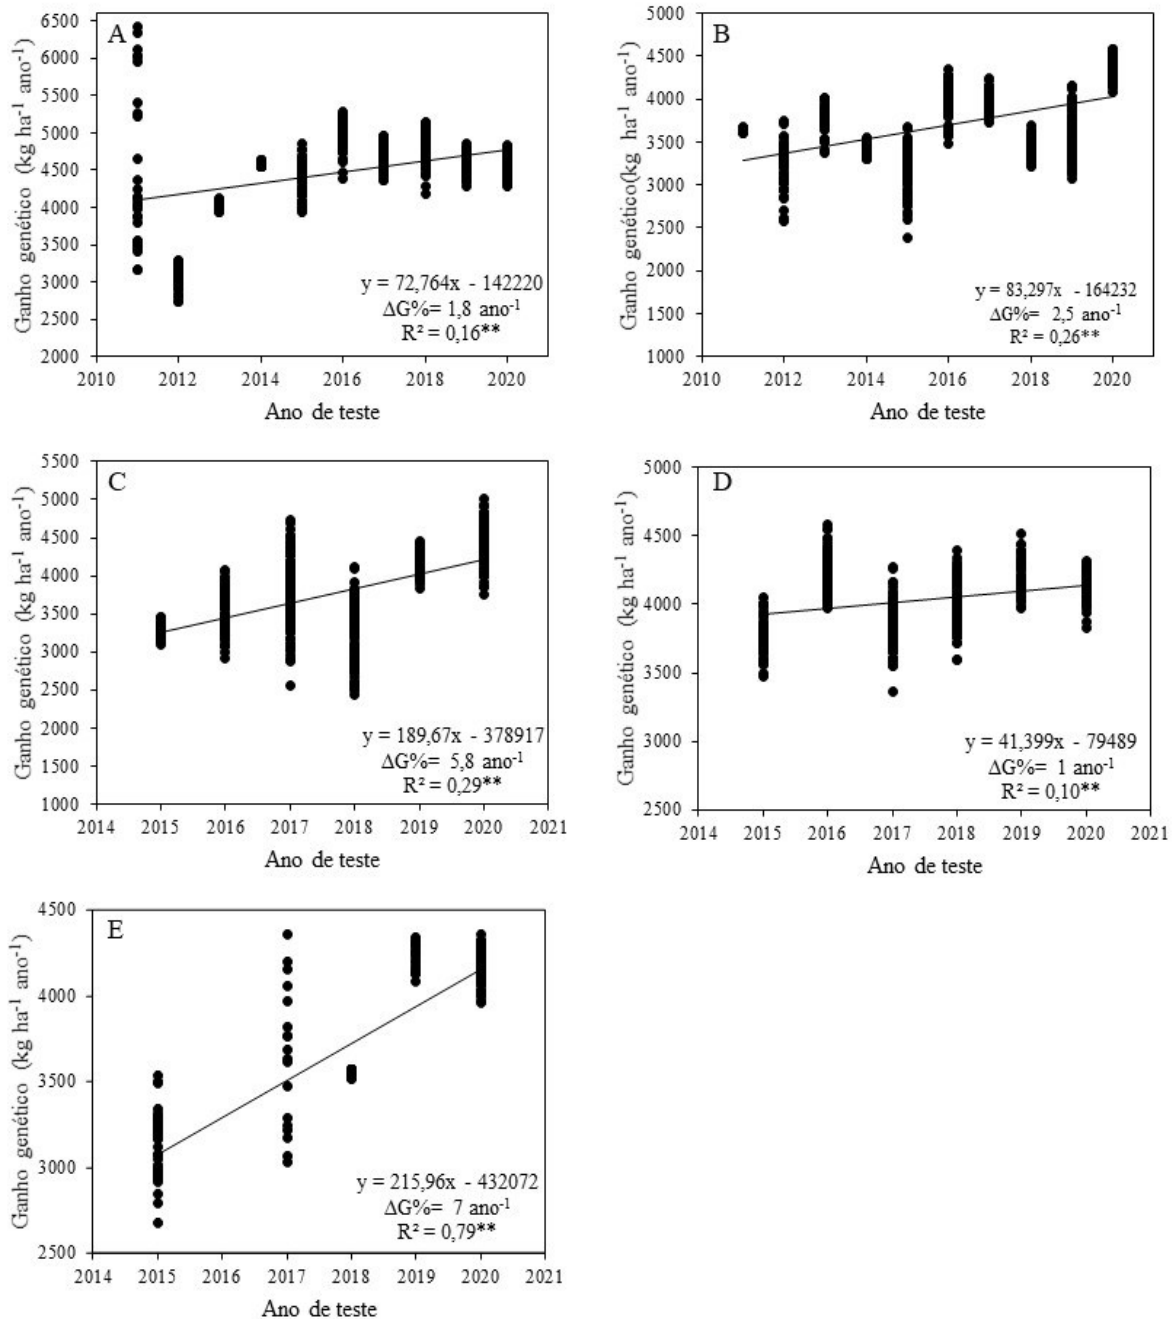 A
Ganho genético (kg ha⁻¹ ano⁻¹)
6500
6000
5500
5000
4500
4000
3500
3000
2500
2000
y = 72,764x - 142220
ΔG%= 1,8 ano⁻¹
R² = 0,16**
2010 2012 2014 2016 2018 2020
Ano de teste
B
Ganho genético(kg ha⁻¹ ano⁻¹)
5000
4500
4000
3500
3000
2500
2000
1500
1000
y = 83,297x - 164232
ΔG%= 2,5 ano⁻¹
R² = 0,26**
2010 2012 2014 2016 2018 2020
Ano de teste
C
Ganho genético (kg ha⁻¹ ano⁻¹)
5500
5000
4500
4000
3500
3000
2500
2000
1500
1000
y = 189,67x - 378917
ΔG%= 5,8 ano⁻¹
R² = 0,29**
2014 2015 2016 2017 2018 2019 2020 2021
Ano de teste
D
Ganho genético (kg ha⁻¹ ano⁻¹)
5000
4500
4000
3500
3000
2500
y = 41,399x - 79489
ΔG%= 1 ano⁻¹
R² = 0,10**
2014 2015 2016 2017 2018 2019 2020 2021
Ano de teste
E
Ganho genético (kg ha⁻¹ ano⁻¹)
4500
4000
3500
3000
2500
y = 215,96x - 432072
ΔG%= 7 ano⁻¹
R² = 0,79**
2014 2015 2016 2017 2018 2019 2020 2021
Ano de teste